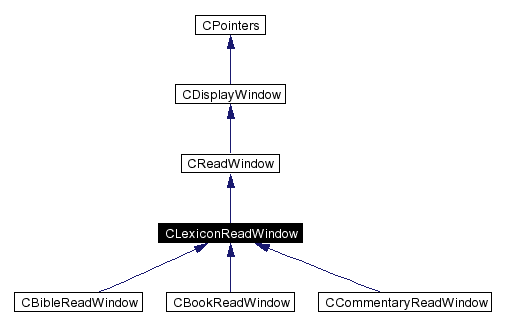 CPointers
CDisplayWindow
CReadWindow
CLexiconReadWindow
CBibleReadWindow CBookReadWindow CCommentaryReadWindow